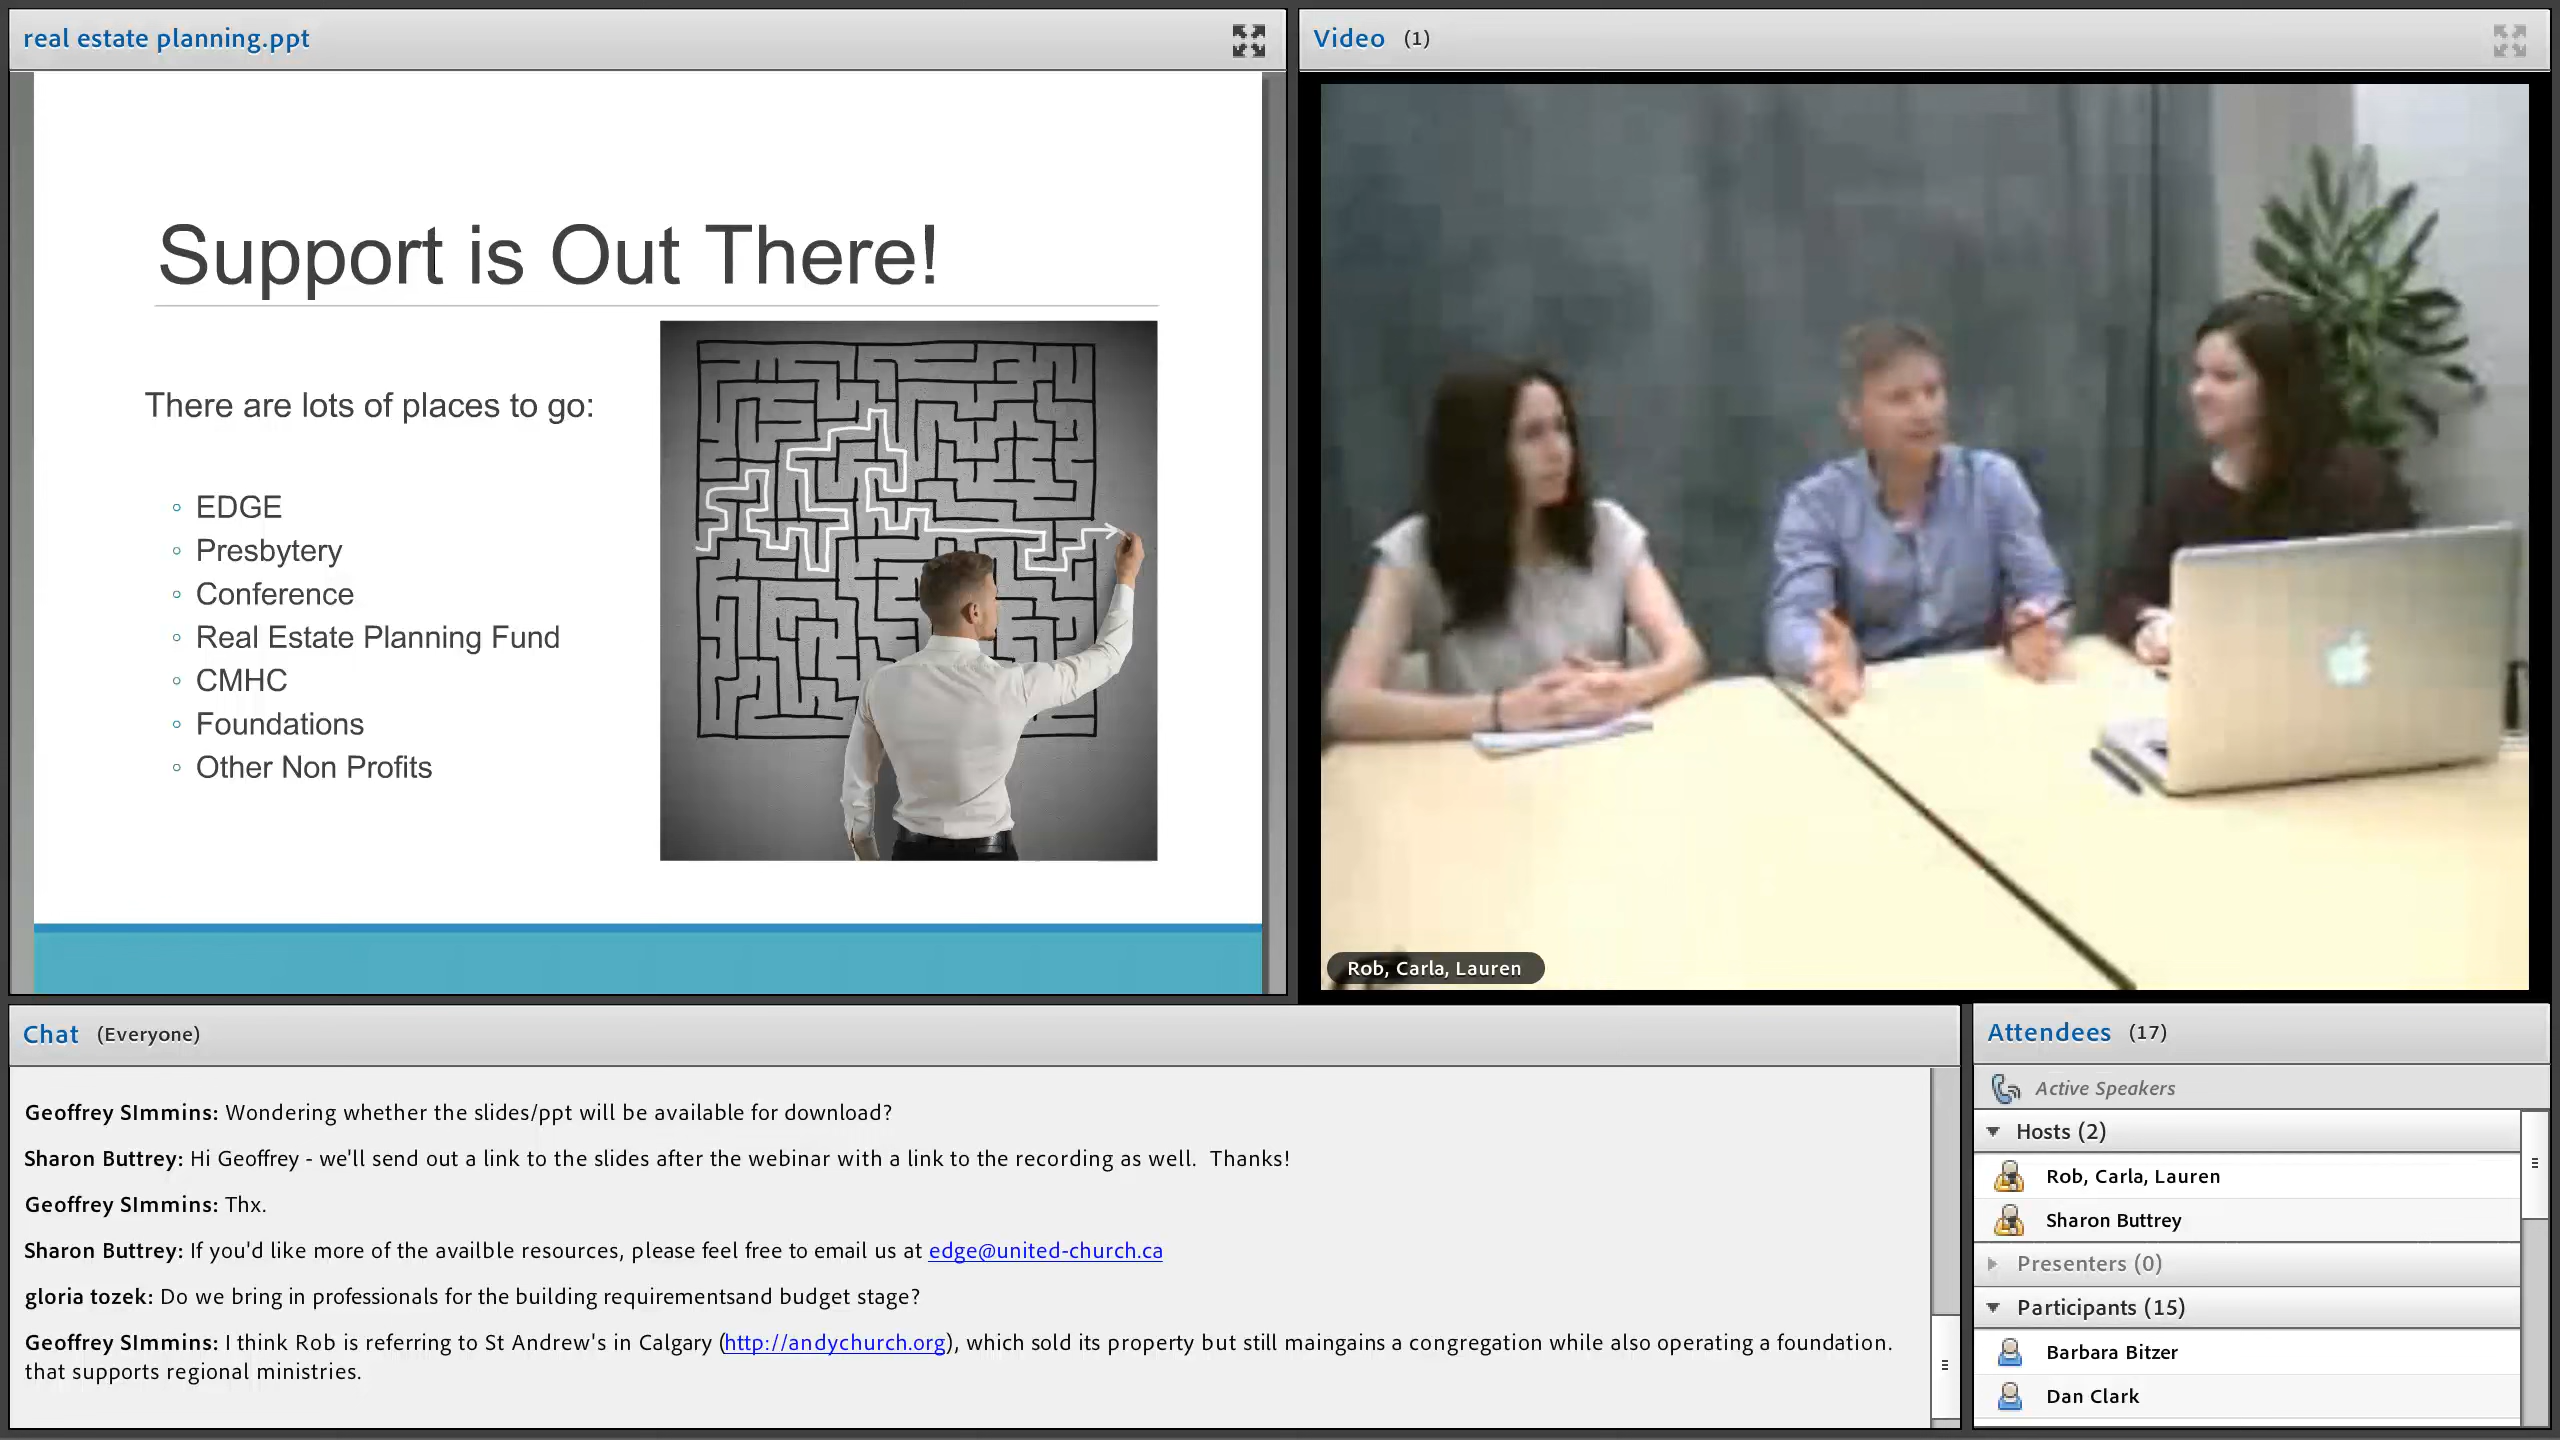 real estate planning.ppt
Support is Out There!
There are lots of places to go:
◦ EDGE
◦ Presbytery
◦ Conference
◦ Real Estate Planning Fund
◦ CMHC
◦ Foundations
◦ Other Non Profits
Video (1)
Rob, Carla, Lauren
Chat (Everyone)
Geoffrey SImmins: Wondering whether the slides/ppt will be available for download?
Sharon Buttrey: Hi Geoffrey - we'll send out a link to the slides after the webinar with a link to the recording as well.  Thanks!
Geoffrey SImmins: Thx.
Sharon Buttrey: If you'd like more of the availble resources, please feel free to email us at edge@united-church.ca
gloria tozek: Do we bring in professionals for the building requirementsand budget stage?
Geoffrey SImmins: I think Rob is referring to St Andrew's in Calgary (http://andychurch.org), which sold its property but still maingains a congregation while also operating a foundation.
that supports regional ministries.
Attendees (17)
Active Speakers
Hosts (2)
Rob, Carla, Lauren
Sharon Buttrey
Presenters (0)
Participants (15)
Barbara Bitzer
Dan Clark